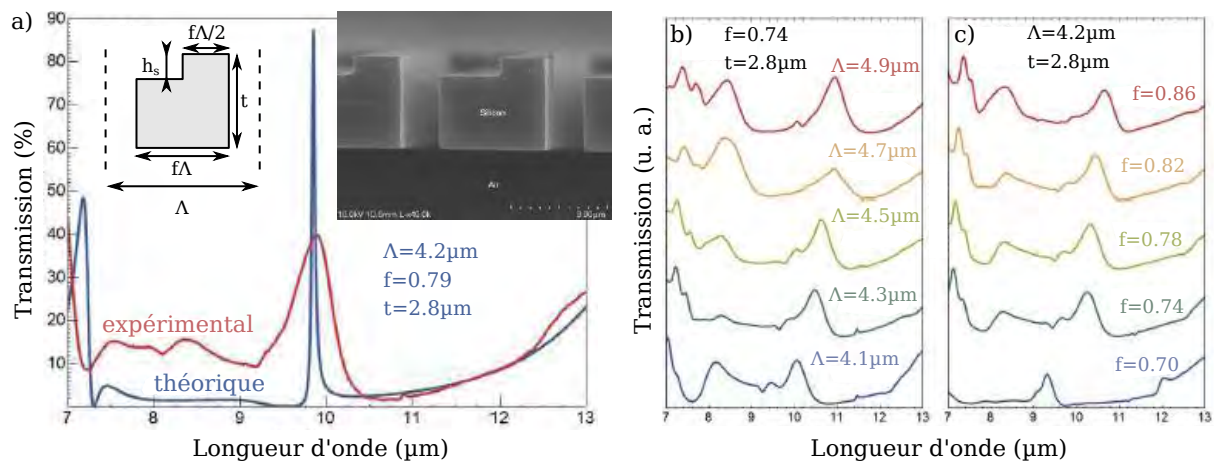 a)
90
80
70
60
50
40
30
20
10
7
8
9
10
11
12
13
Transmission (%)
Longueur d'onde (µm)
fΛ/2
hs
t
fΛ
Λ
Silicon
Air
Λ=4.2µm
f=0.79
t=2.8µm
expérimental
théorique
b)
f=0.74
t=2.8µm
Λ=4.9µm
Λ=4.7µm
Λ=4.5µm
Λ=4.3µm
Λ=4.1µm
Transmission (u. a.)
7
8
9
10
11
12
13
c)
Λ=4.2µm
t=2.8µm
f=0.86
f=0.82
f=0.78
f=0.74
f=0.70
7
8
9
10
11
12
13
Longueur d'onde (µm)